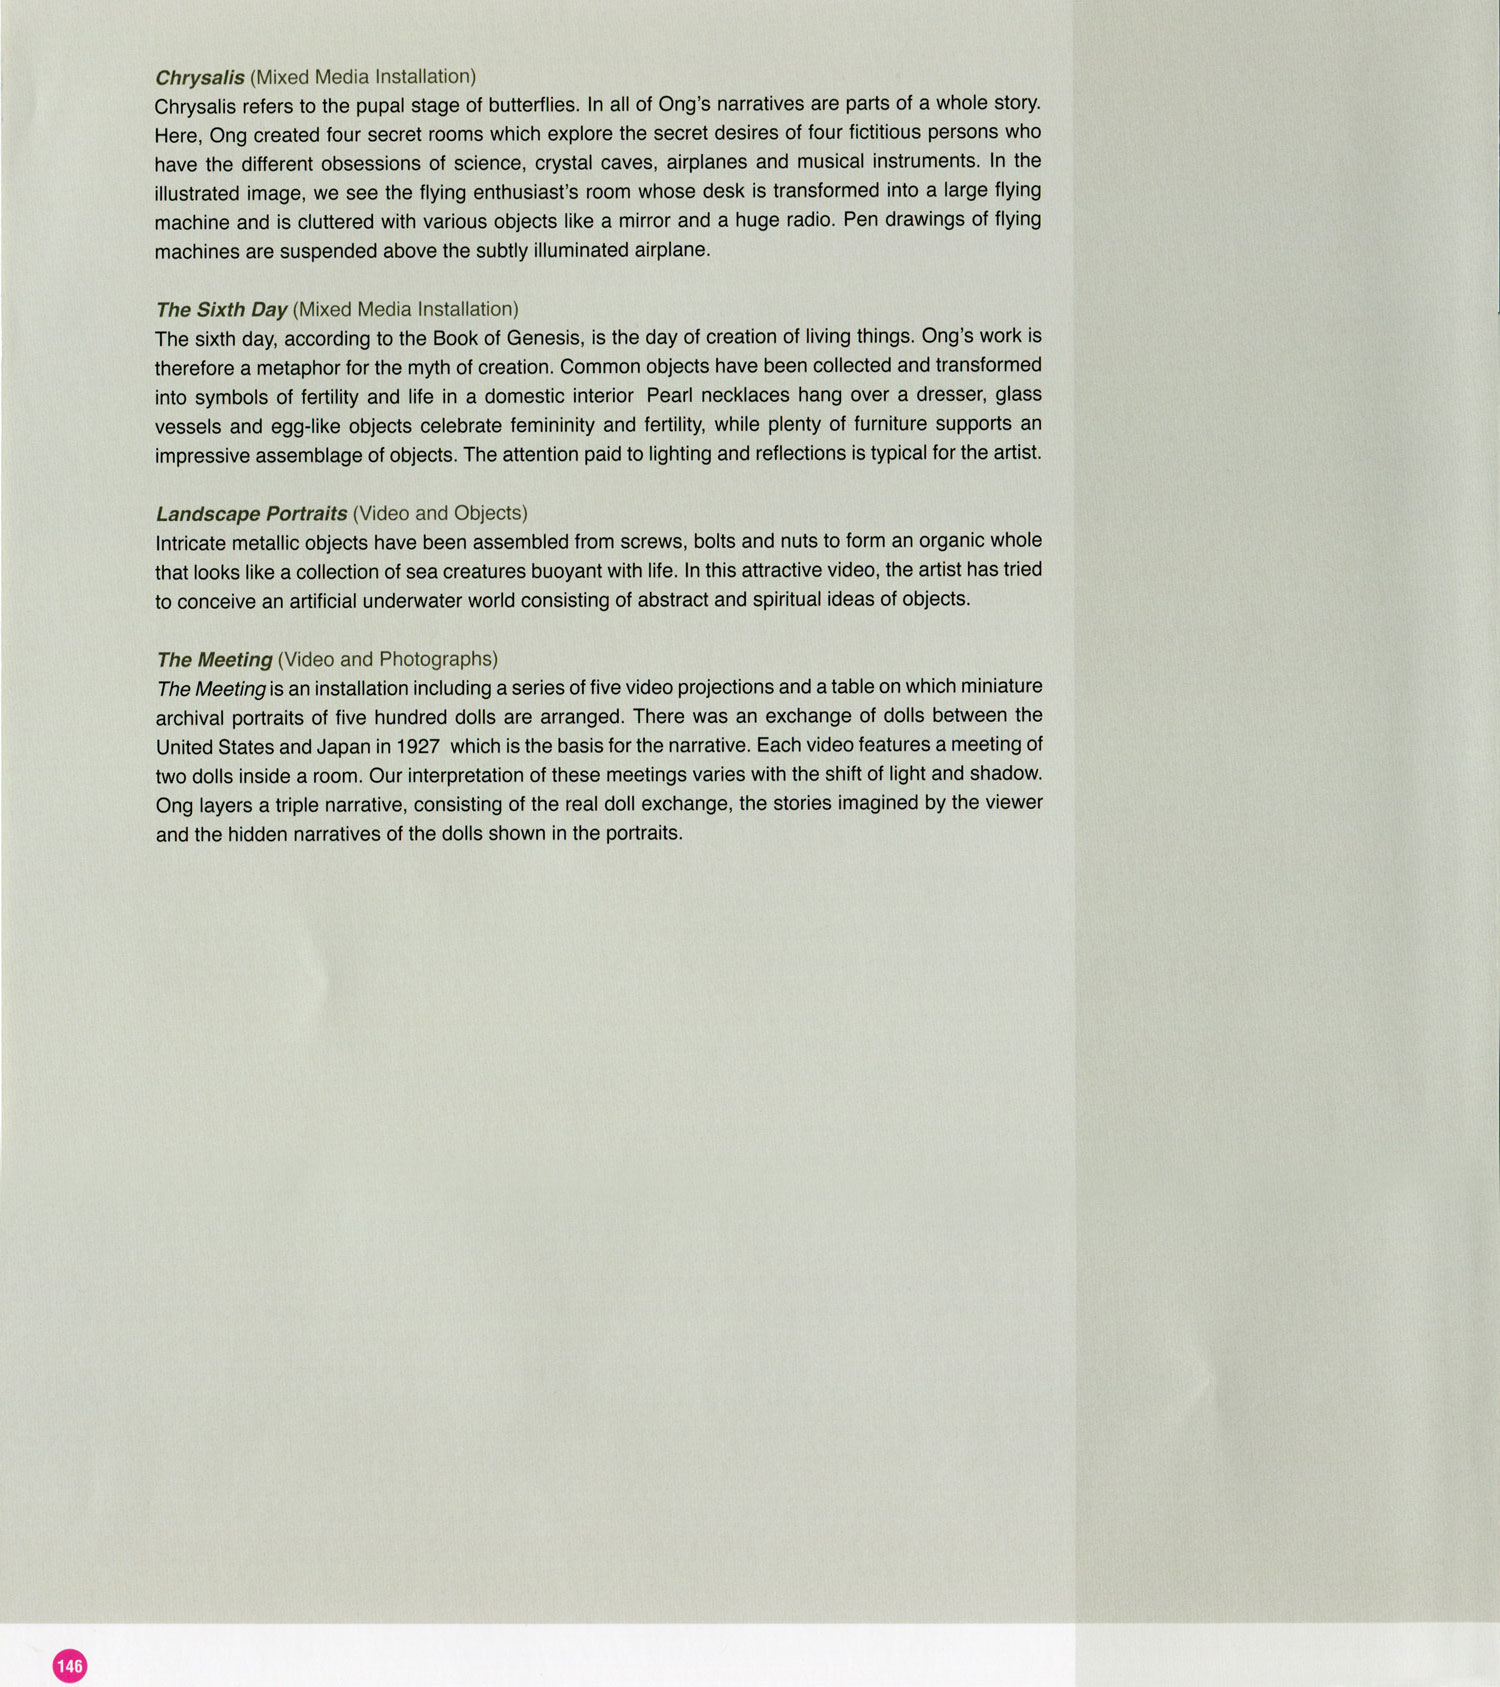 Chrysalis (Mixed Media Installation)
Chrysalis refers to the pupal stage of butterflies. In all of Ong's narratives are parts of a whole story.
Here, Ong created four secret rooms which explore the secret desires of four fictitious persons who
have the different obsessions of science, crystal caves, airplanes and musical instruments. In the
illustrated image, we see the flying enthusiast's room whose desk is transformed into a large flying
machine and is cluttered with various objects like a mirror and a huge radio. Pen drawings of flying
machines are suspended above the subtly illuminated airplane.
The Sixth Day (Mixed Media Installation)
The sixth day, according to the Book of Genesis, is the day of creation of living things. Ong's work is
therefore a metaphor for the myth of creation. Common objects have been collected and transformed
into symbols of fertility and life in a domestic interior Pearl necklaces hang over a dresser, glass
vessels and egg-like objects celebrate femininity and fertility, while plenty of furniture supports an
impressive assemblage of objects. The attention paid to lighting and reflections is typical for the artist.
Landscape Portraits (Video and Objects)
Intricate metallic objects have been assembled from screws, bolts and nuts to form an organic whole
that looks like a collection of sea creatures buoyant with life. In this attractive video, the artist has tried
to conceive an artificial underwater world consisting of abstract and spiritual ideas of objects.
The Meeting (Video and Photographs)
The Meeting is an installation including a series of five video projections and a table on which miniature
archival portraits of five hundred dolls are arranged. There was an exchange of dolls between the
United States and Japan in 1927 which is the basis for the narrative. Each video features a meeting of
two dolls inside a room. Our interpretation of these meetings varies with the shift of light and shadow.
Ong layers a triple narrative, consisting of the real doll exchange, the stories imagined by the viewer
and the hidden narratives of the dolls shown in the portraits.
146